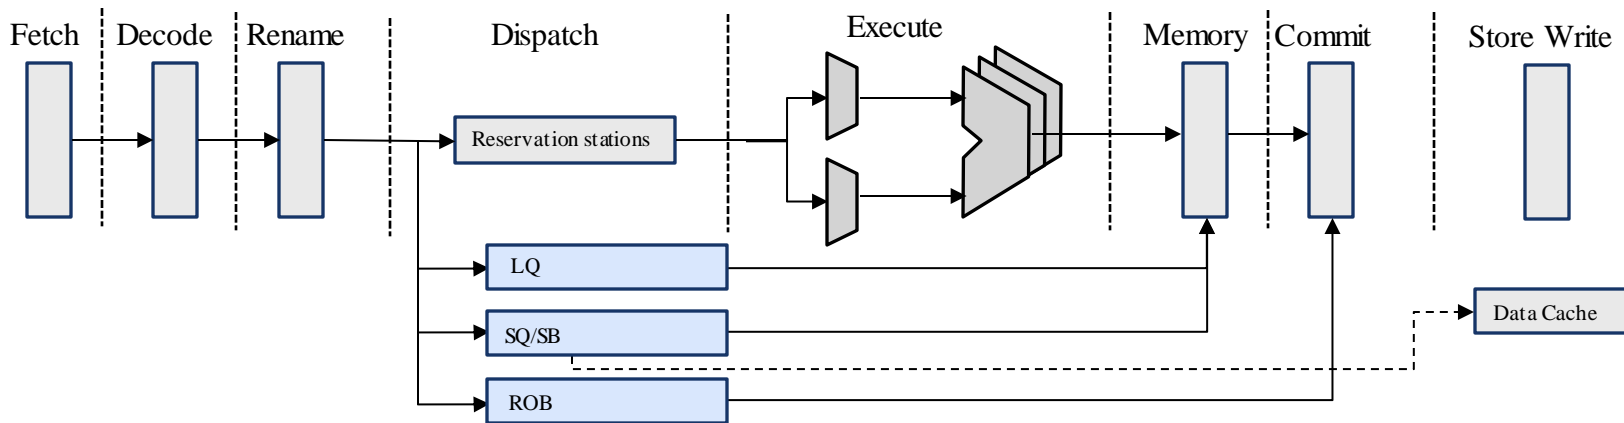 Fetch
Decode
Rename
Dispatch
Execute
Memory
Commit
Store Write
Reservation stations
LQ
SQ/SB
Data Cache
ROB